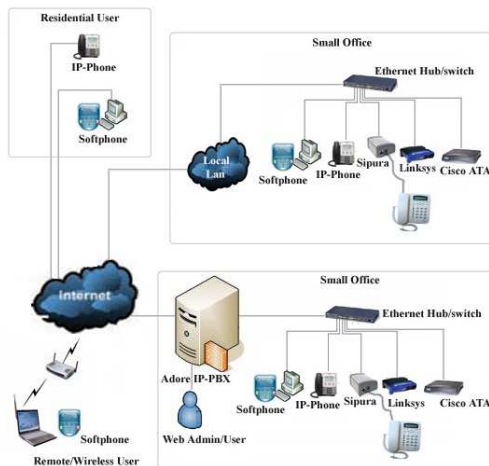 Residential User
IP-Phone
Softphone
Small Office
Ethernet Hub/switch
Local
Lan
Softphone
IP-Phone
Sipura
Linksys
Cisco ATA
Internet
Small Office
Ethernet Hub/switch
Adore IP-PBX
Softphone
IP-Phone
Sipura
Linksys
Cisco ATA
Web Admin/User
Softphone
Remote/Wireless User